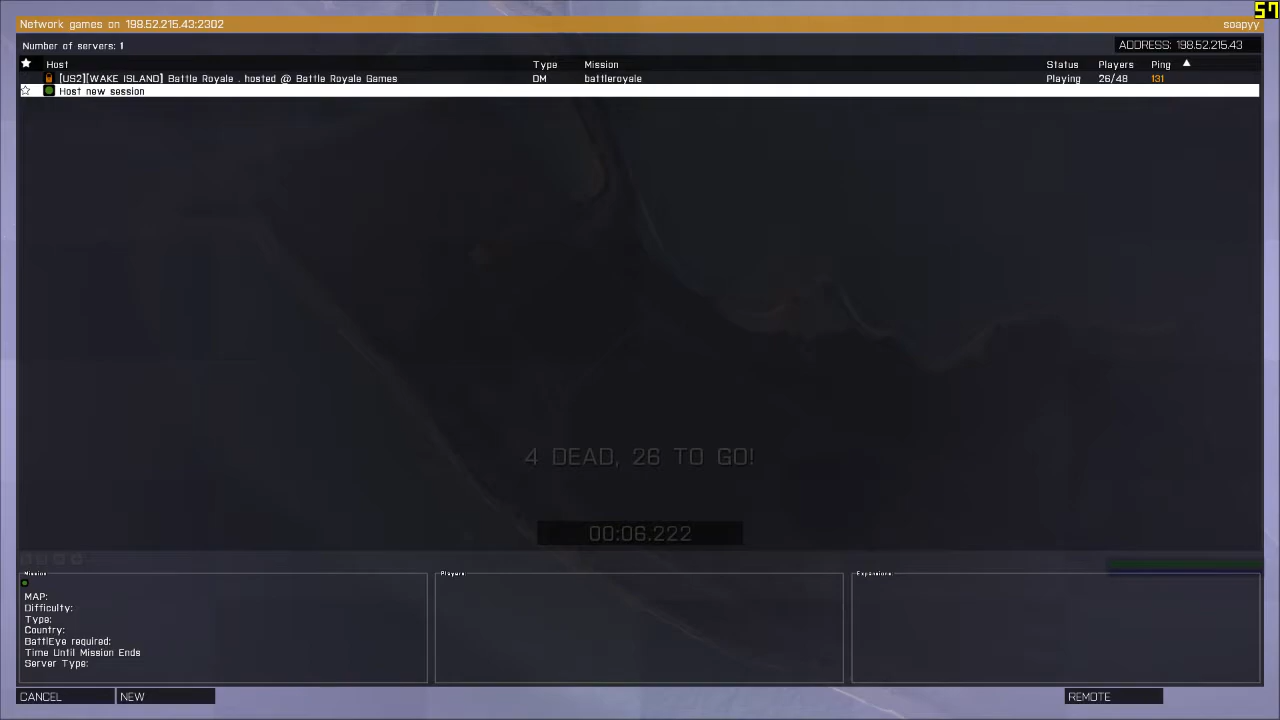 57
Network games on 198.52.215.43:2302 soapyy
Number of servers: 1 ADDRESS: 198.52.215.43
Host Type Mission Status Players Ping
[US2][WAKE ISLAND] Battle Royale . hosted @ Battle Royale Games DM battleroyale Playing 26/48 131
Host new session
4 DEAD, 26 TO GO!
00:06.222
Mission Players: Expansions:
MAP:
Difficulty:
Type:
Country:
BattlEye required:
Time Until Mission Ends
Server Type:
CANCEL NEW REMOTE